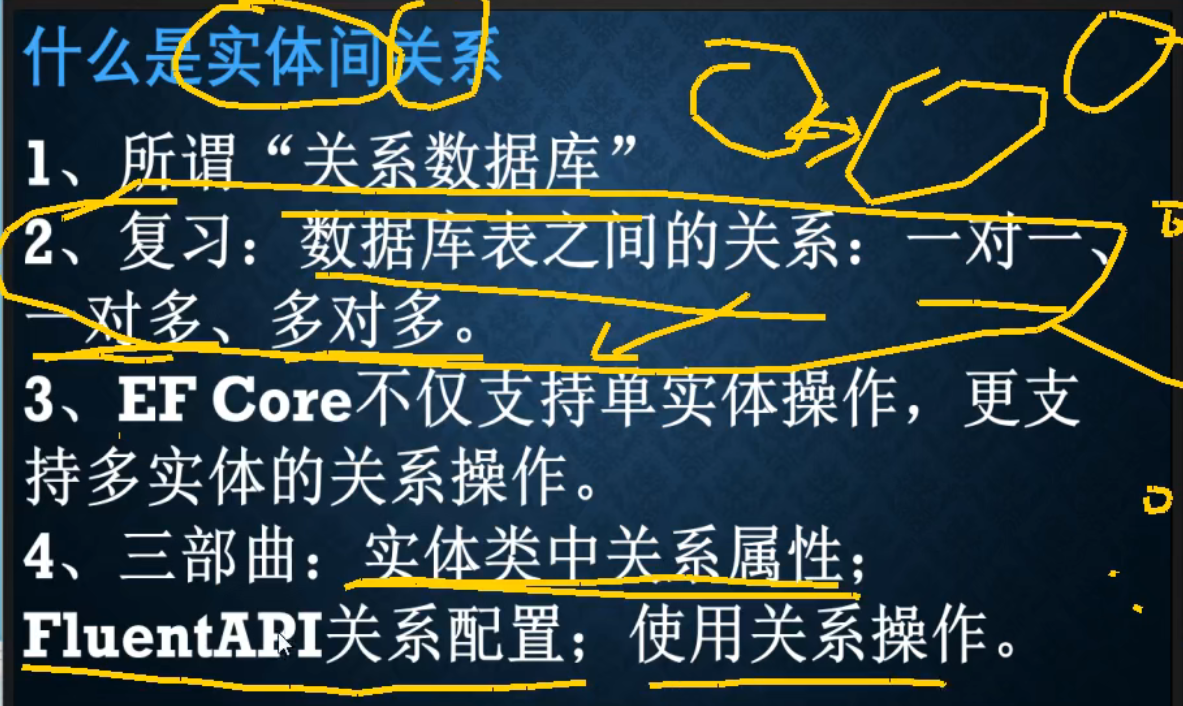 什么是实体间关系
1、所谓“关系数据库”
2、复习：数据库表之间的关系：一对一、
一对多、多对多。
3、EF Core不仅支持单实体操作，更支
持多实体的关系操作。
4、三部曲：实体类中关系属性；
FluentAPI关系配置；使用关系操作。